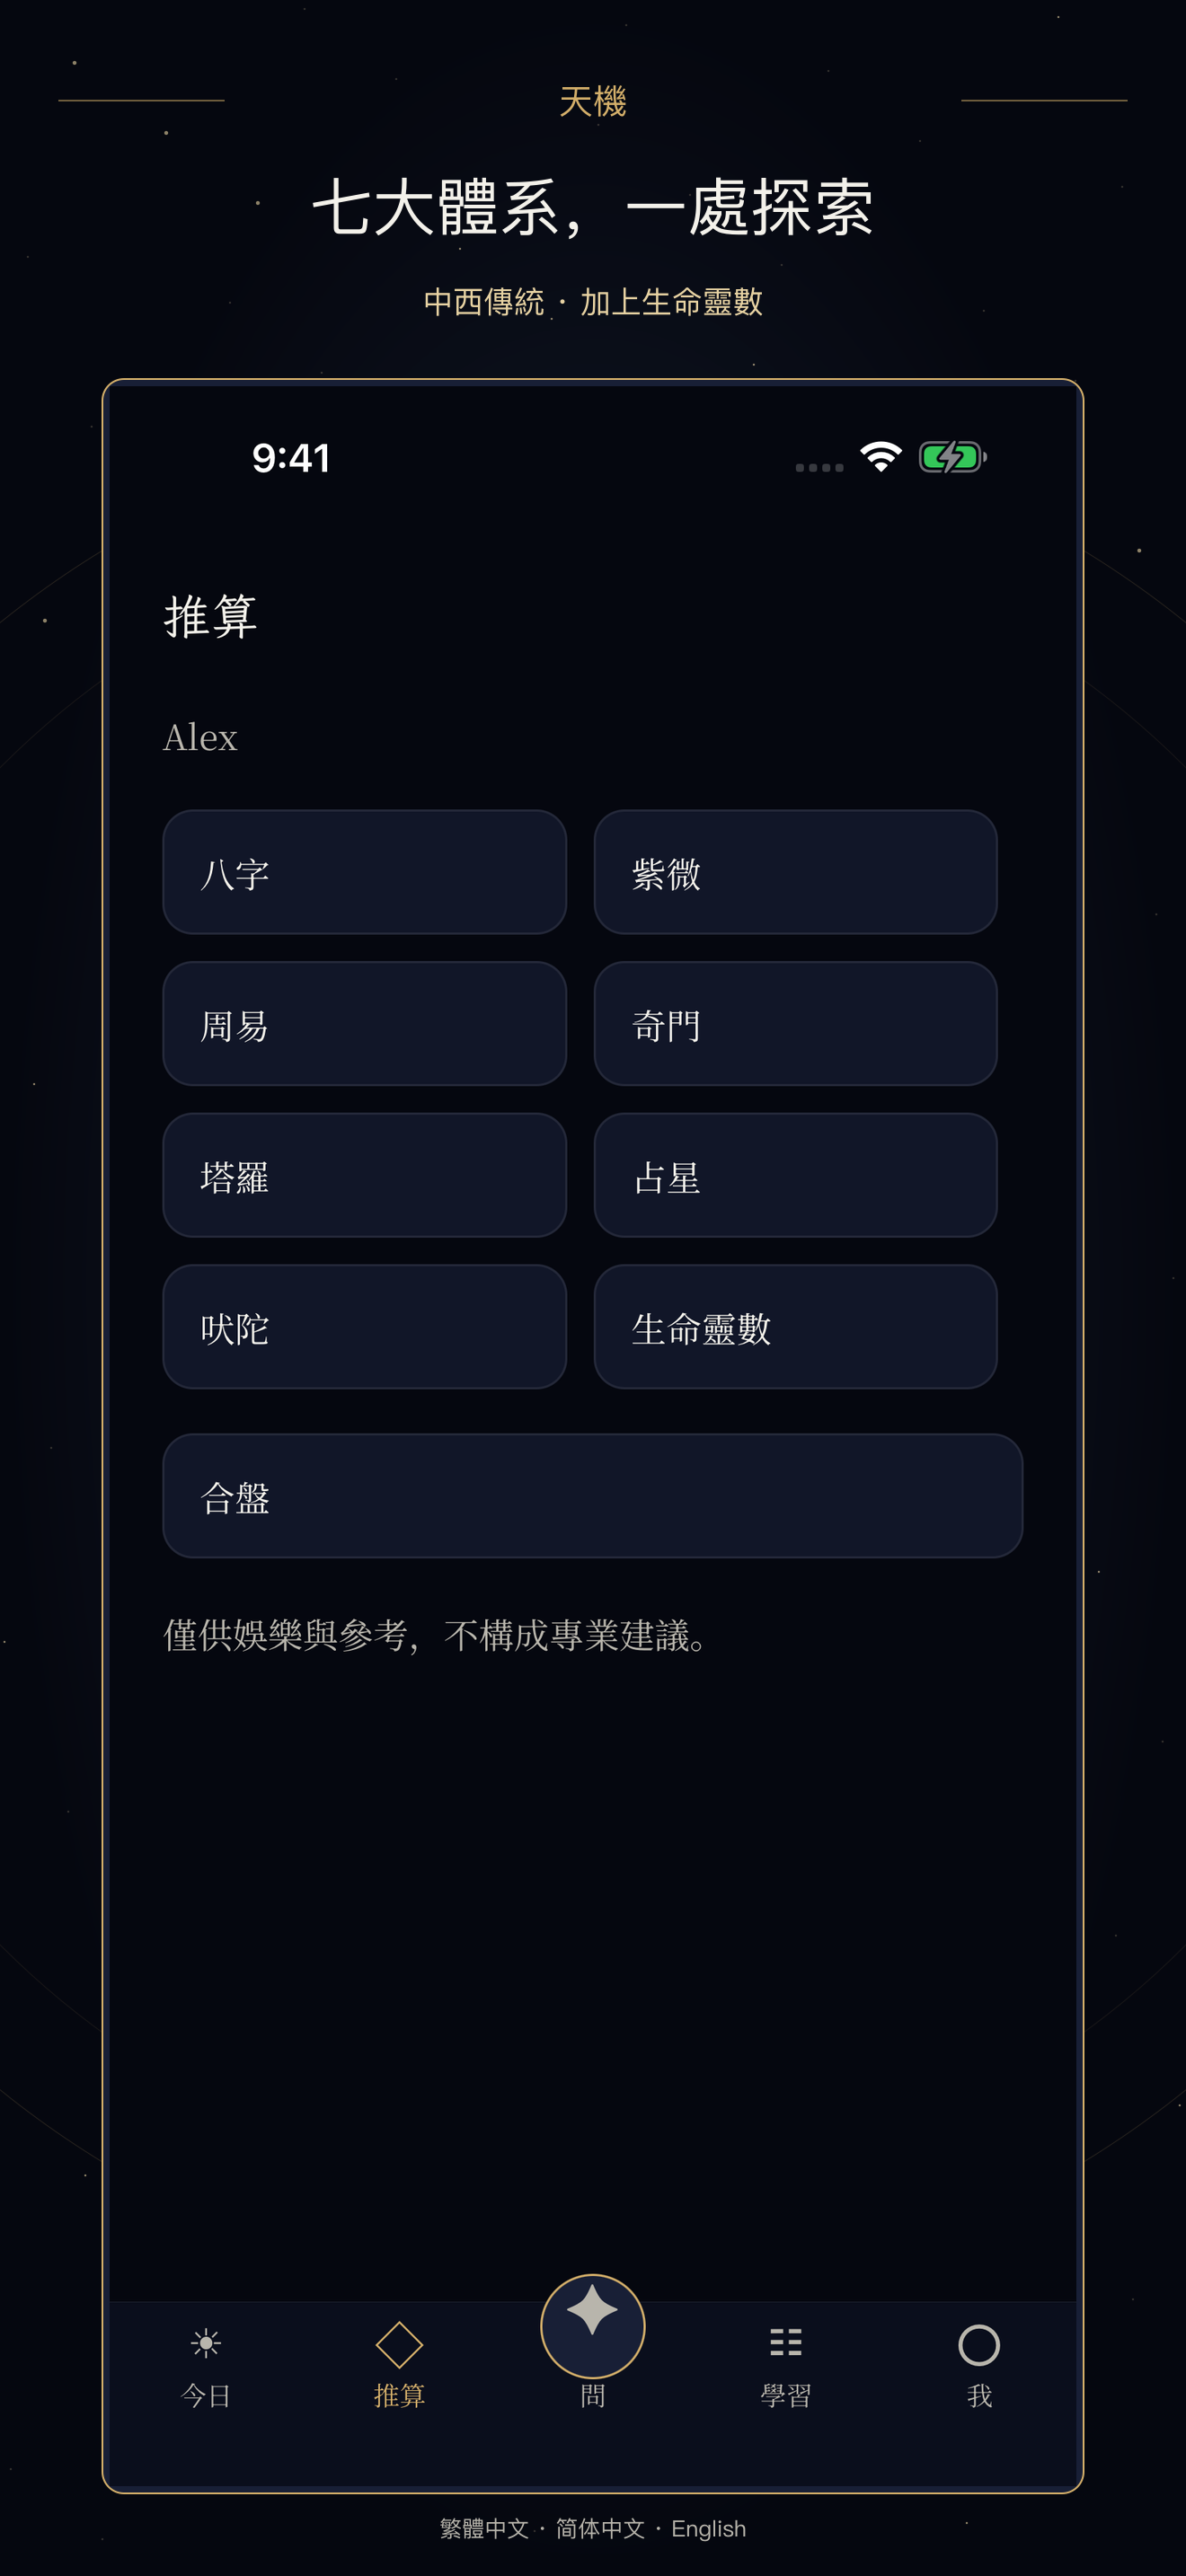 天機
七大體系，一處探索
中西傳統 · 加上生命靈數
9:41
推算
Alex
八字
紫微
周易
奇門
塔羅
占星
吠陀
生命靈數
合盤
僅供娛樂與參考，不構成專業建議。
今日
推算
問
學習
我
繁體中文 · 简体中文 · English